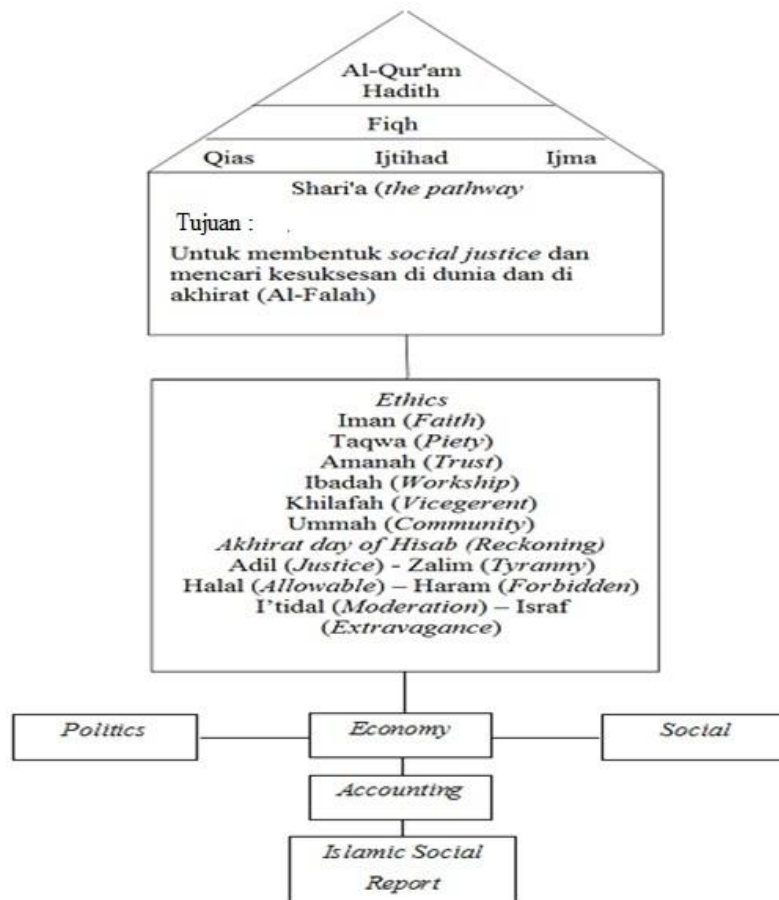 Al-Qur'am
Hadith
Fiqh
Qias Ijtihad Ijma
Shari'a (the pathway
Tujuan :
Untuk membentuk social justice dan
mencari kesuksesan di dunia dan di
akhirat (Al-Falah)
Ethics
Iman (Faith)
Taqwa (Piety)
Amanah (Trust)
Ibadah (Workship)
Khilafah (Vicegerent)
Ummah (Community)
Akhirat day of Hisab (Reckoning)
Adil (Justice) - Zalim (Tyranny)
Halal (Allowable) – Haram (Forbidden)
I’tidal (Moderation) – Israf
(Extravagance)
Politics Economy Social
Accounting
Islamic Social
Report